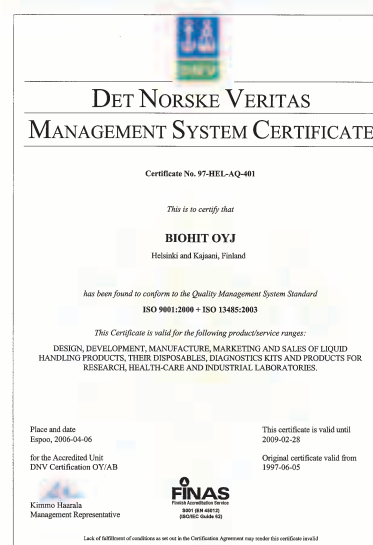 DNV
DET NORSKE VERITAS
MANAGEMENT SYSTEM CERTIFICATE
Certificate No. 97-HEL-AQ-401
This is to certify that
BIOHIT OYJ
Helsinki and Kajaani, Finland
has been found to conform to the Quality Management System Standard
ISO 9001:2000 + ISO 13485:2003
This Certificate is valid for the following product/service ranges:
DESIGN, DEVELOPMENT, MANUFACTURE, MARKETING AND SALES OF LIQUID
HANDLING PRODUCTS, THEIR DISPOSABLES, DIAGNOSTICS KITS AND PRODUCTS FOR
RESEARCH, HEALTH-CARE AND INDUSTRIAL LABORATORIES.
Place and date
Espoo, 2006-04-06
for the Accredited Unit
DNV Certification OY/AB
Kimmo Haarala
Management Representative
This certificate is valid until
2009-02-28
Original certificate valid from
1997-06-05
FINAS
Finnish Accreditation Service
S001 (EN 45012)
(ISO/IEC Guide 62)
Lack of fulfillment of conditions as set out in the Certification Agreement may render this certificate invalid